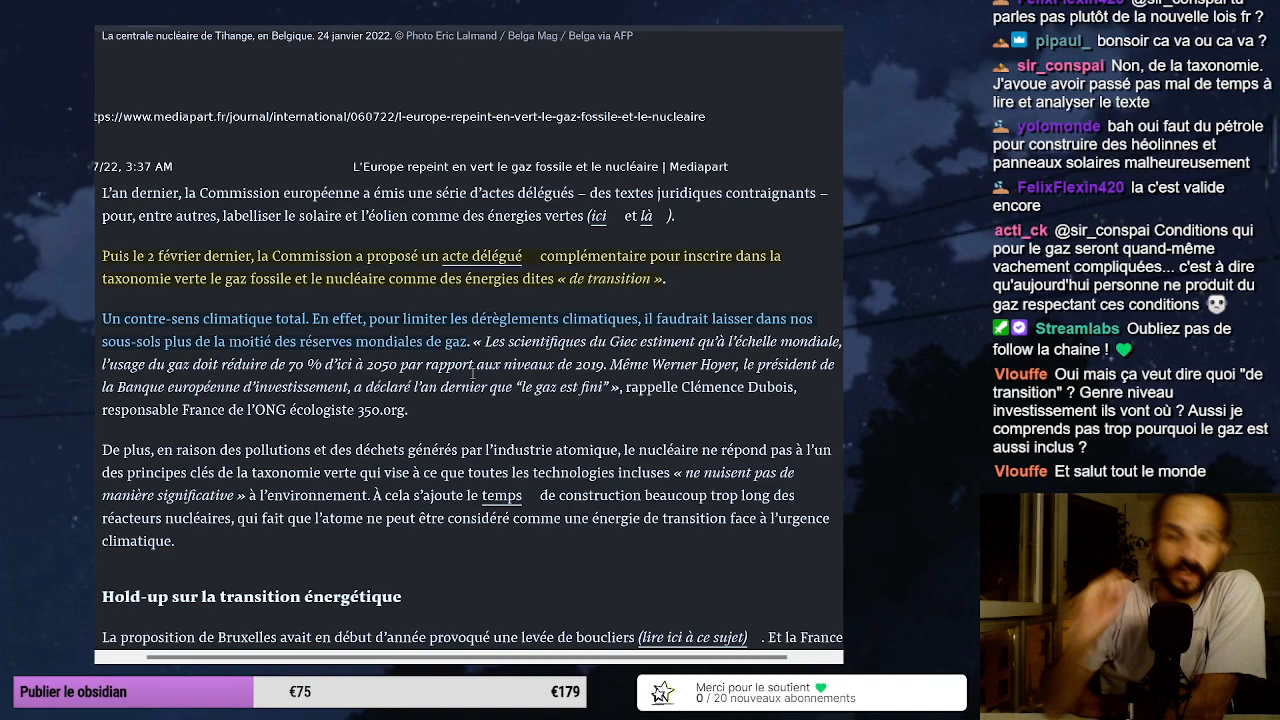 La centrale nucléaire de Tihange, en Belgique. 24 janvier 2022. © Photo Eric Lalmand / Belga Mag / Belga via AFP
tps://www.mediapart.fr/journal/international/060722/l-europe-repeint-en-vert-le-gaz-fossile-et-le-nucleaire
7/22, 3:37 AM
L'Europe repeint en vert le gaz fossile et le nucléaire | Mediapart
L'an dernier, la Commission européenne a émis une série d'actes délégués – des textes juridiques contraignants –
pour, entre autres, labelliser le solaire et l'éolien comme des énergies vertes (ici et là ).
Puis le 2 février dernier, la Commission a proposé un acte délégué complémentaire pour inscrire dans la
taxonomie verte le gaz fossile et le nucléaire comme des énergies dites « de transition ».
Un contre-sens climatique total. En effet, pour limiter les dérèglements climatiques, il faudrait laisser dans nos
sous-sols plus de la moitié des réserves mondiales de gaz. « Les scientifiques du Giec estiment qu'à l'échelle mondiale,
l'usage du gaz doit réduire de 70 % d'ici à 2050 par rapport aux niveaux de 2019. Même Werner Hoyer, le président de
la Banque européenne d'investissement, a déclaré l'an dernier que “le gaz est fini” », rappelle Clémence Dubois,
responsable France de l'ONG écologiste 350.org.
De plus, en raison des pollutions et des déchets générés par l'industrie atomique, le nucléaire ne répond pas à l'un
des principes clés de la taxonomie verte qui vise à ce que toutes les technologies incluses « ne nuisent pas de
manière significative » à l'environnement. À cela s'ajoute le temps de construction beaucoup trop long des
réacteurs nucléaires, qui fait que l'atome ne peut être considéré comme une énergie de transition face à l'urgence
climatique.
Hold-up sur la transition énergétique
La proposition de Bruxelles avait en début d'année provoqué une levée de boucliers (lire ici à ce sujet) . Et la France
FelixFlexin420 @sir_conspai tu
parles pas plutôt de la nouvelle lois fr ?
pipaul_ bonsoir ca va ou ca va ?
sir_conspai Non, de la taxonomie.
J'avoue avoir passé pas mal de temps à
lire et analyser le texte
yolomonde bah oui faut du pétrole
pour construire des héolinnes et
panneaux solaires malheureusement
FelixFlexin420 la c'est valide
encore
acti_ck @sir_conspai Conditions qui
pour le gaz seront quand-même
vachement compliquées... c'est à dire
qu'aujourd'hui personne ne produit du
gaz respectant ces conditions
Streamlabs Oubliez pas de
follow la chaine !
Vlouffe Oui mais ça veut dire quoi "de
transition" ? Genre niveau
investissement ils vont où ? Aussi je
comprends pas trop pourquoi le gaz est
aussi inclus ?
Vlouffe Et salut tout le monde
Publier le obsidian €75 €179
Merci pour le soutient
0 / 20 nouveaux abonnements